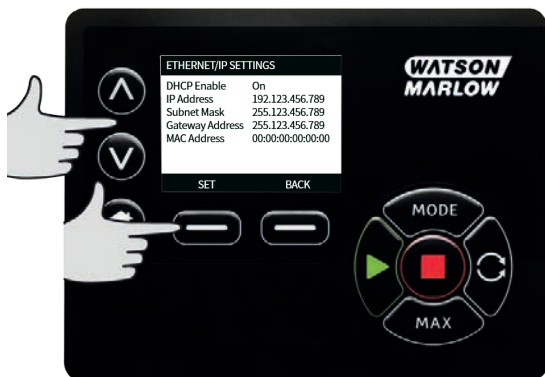 ETHERNET/IP SETTINGS
DHCP Enable On
IP Address 192.123.456.789
Subnet Mask 255.123.456.789
Gateway Address 255.123.456.789
MAC Address 00:00:00:00:00:00
SET BACK
WATSON
MARLOW
MODE
MAX